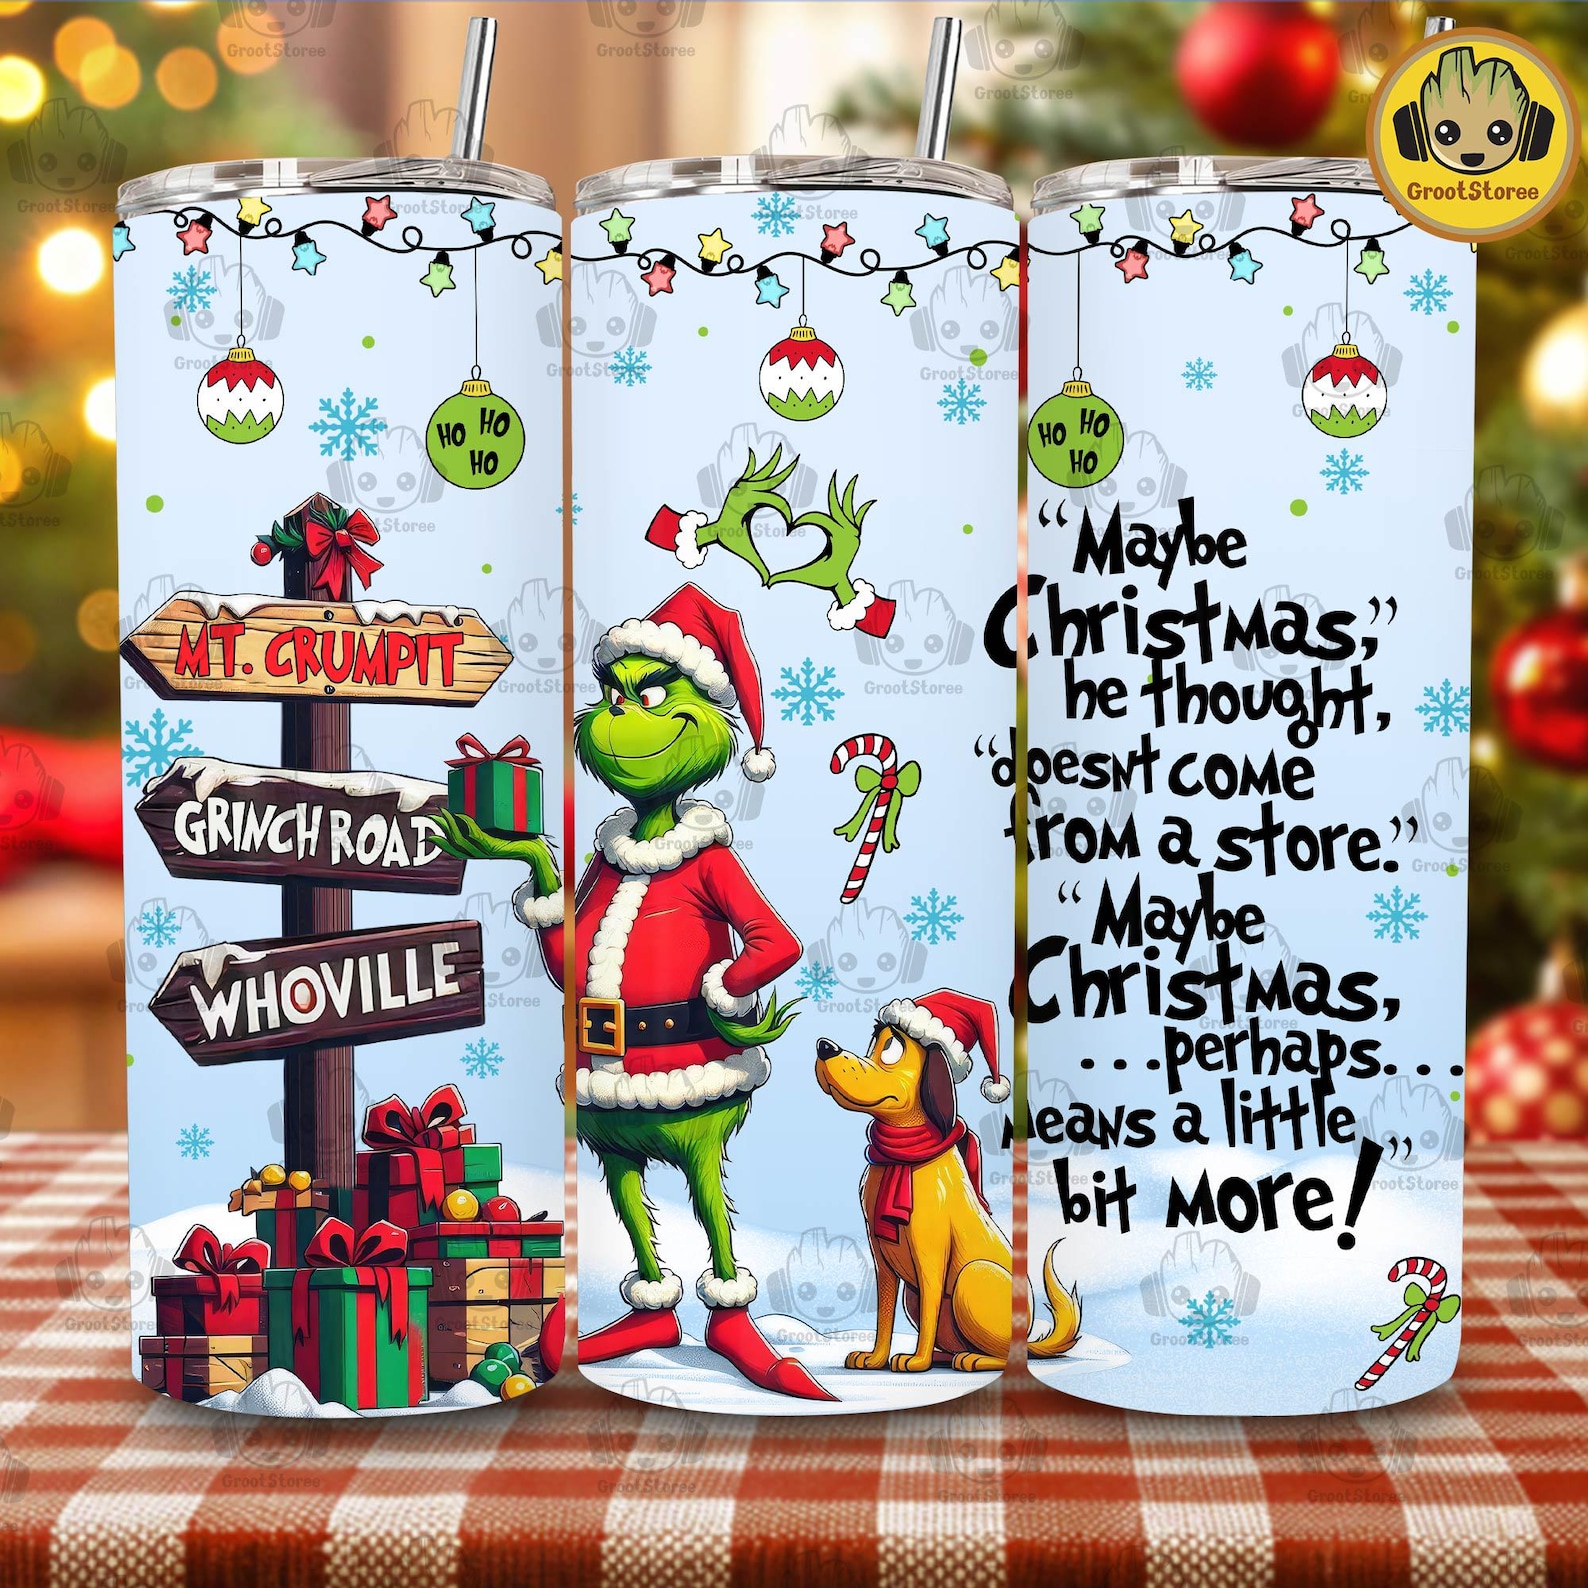 GrootStoree
HO HO
HO
MT. CRUMPIT
GRINCH ROAD
WHOVILLE
HO HO
HO
“Maybe
Christmas,”
he thought,
“doesnt come
from a store.”
“Maybe
Christmas,
...perhaps...
means a little
bit more!”